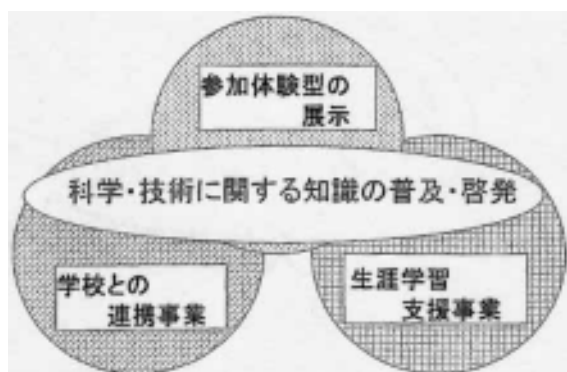 参加体験型の
展示
科学・技術に関する知識の普及・啓発
学校との
連携事業
生涯学習
支援事業